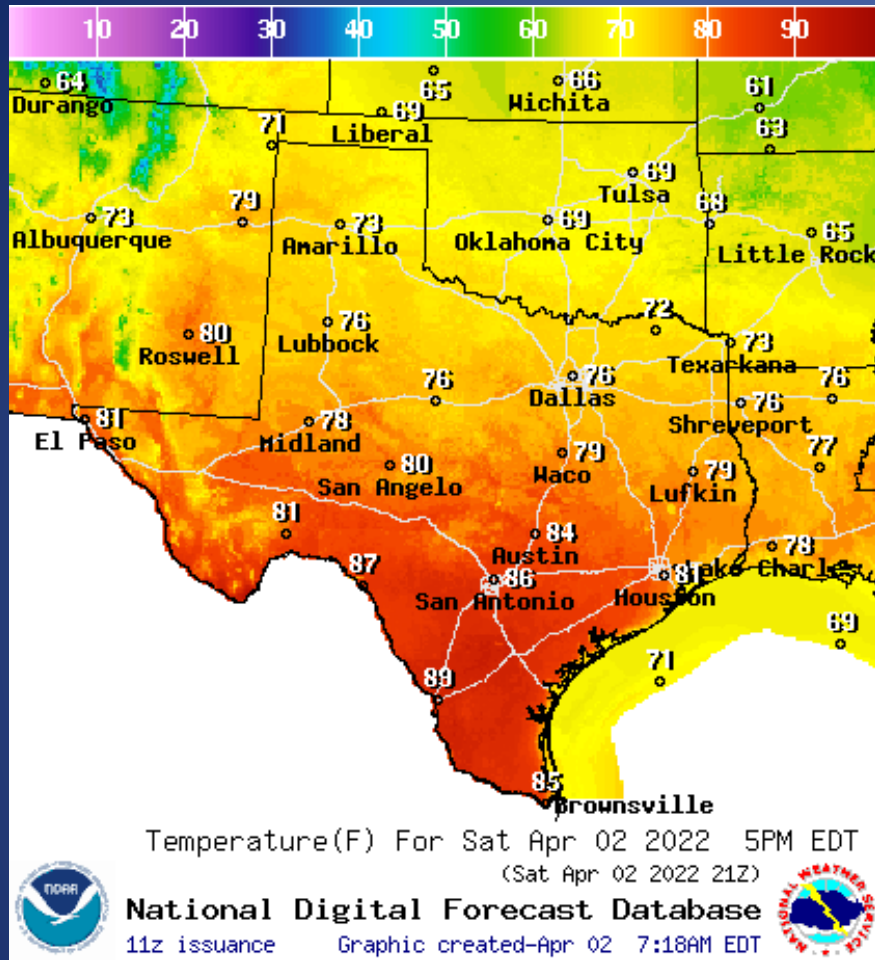 10 20 30 40 50 60 70 80 90
64
Durango
65
66
Wichita
61
69
Liberal
71
63
69
Tulsa
79
73
Albuquerque
73
Amarillo
69
Oklahoma City
68
65
Little Rock
80
Roswell
76
Lubbock
72
73
Texarkana
76
76
Dallas
76
Shreveport
76
81
El Paso
78
Midland
79
Waco
77
80
San Angelo
79
Lufkin
81
84
Austin
78
Lake Charles
87
86
San Antonio
81
Houston
69
71
89
85
Brownsville
Temperature(F) For Sat Apr 02 2022 5PM EDT
(Sat Apr 02 2022 21Z)
National Digital Forecast Database
11z issuance Graphic created-Apr 02 7:18AM EDT
NOAA
NATIONAL WEATHER SERVICE